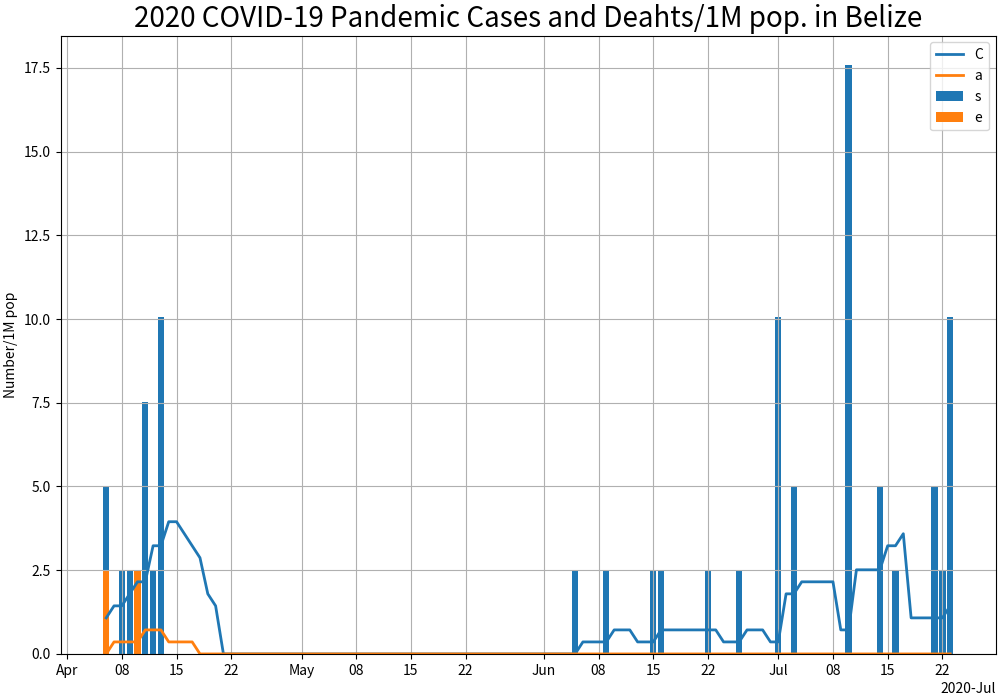 2020 COVID-19 Pandemic Cases and Deahts/1M pop. in Belize
C
a
s
e
Number/1M pop
17.5
15.0
12.5
10.0
7.5
5.0
2.5
0.0
Apr 08 15 22 May 08 15 22 Jun 08 15 22 Jul 08 15 22
2020-Jul